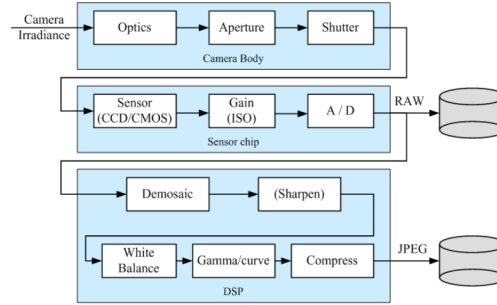 Camera
Irradiance
Optics
Aperture
Shutter
Camera Body
Sensor
(CCD/CMOS)
Gain
(ISO)
A / D
RAW
Sensor chip
Demosaic
(Sharpen)
White
Balance
Gamma/curve
Compress
JPEG
DSP